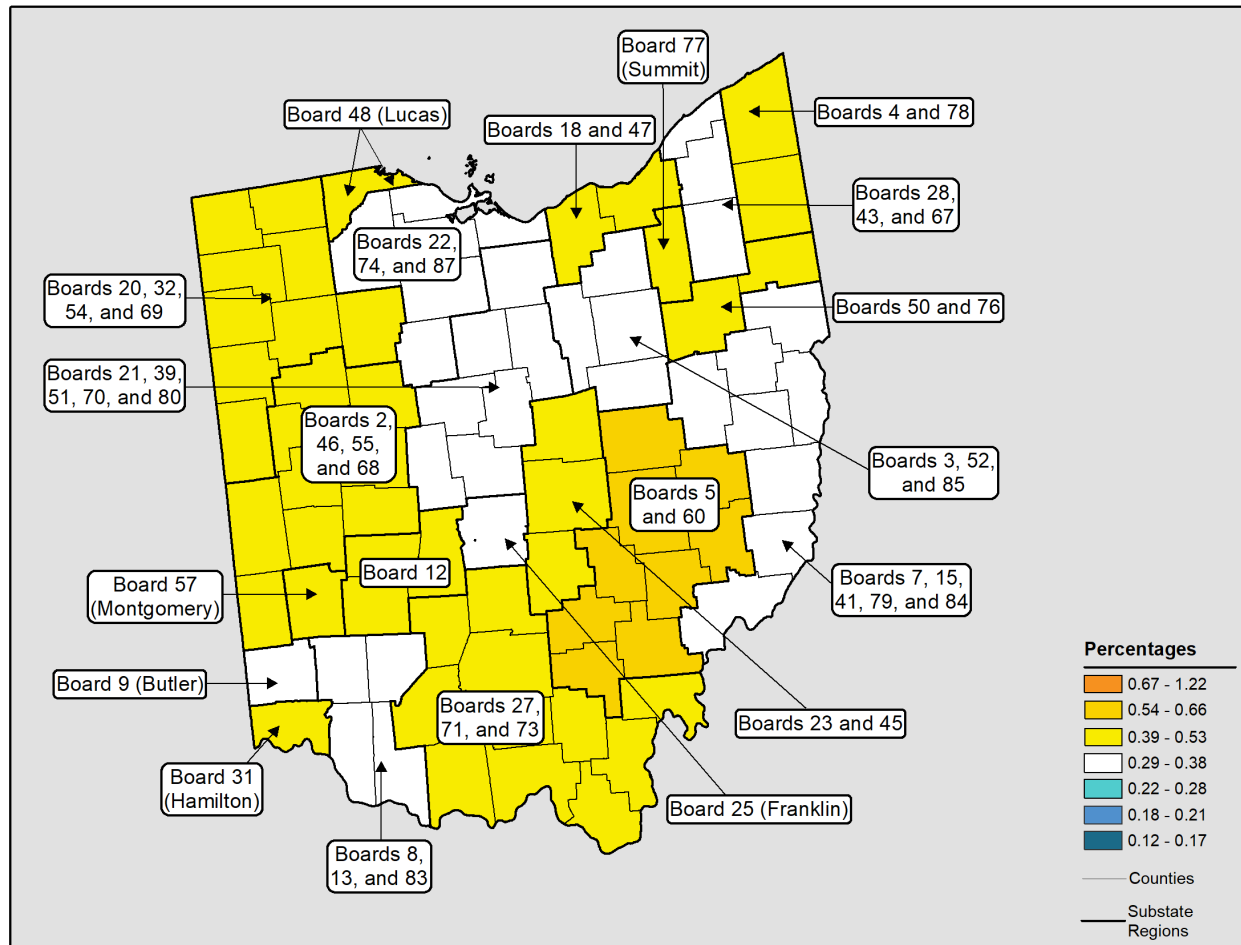 Board 77
(Summit)
Board 48 (Lucas)
Boards 18 and 47
Boards 4 and 78
Boards 28,
43, and 67
Boards 22,
74, and 87
Boards 20, 32,
54, and 69
Boards 50 and 76
Boards 21, 39,
51, 70, and 80
Boards 2,
46, 55,
and 68
Boards 3, 52,
and 85
Boards 5
and 60
Board 12
Board 57
(Montgomery)
Boards 7, 15,
41, 79, and 84
Board 9 (Butler)
Boards 27,
71, and 73
Boards 23 and 45
Board 31
(Hamilton)
Board 25 (Franklin)
Boards 8,
13, and 83
Percentages
0.67 - 1.22
0.54 - 0.66
0.39 - 0.53
0.29 - 0.38
0.22 - 0.28
0.18 - 0.21
0.12 - 0.17
Counties
Substate
Regions